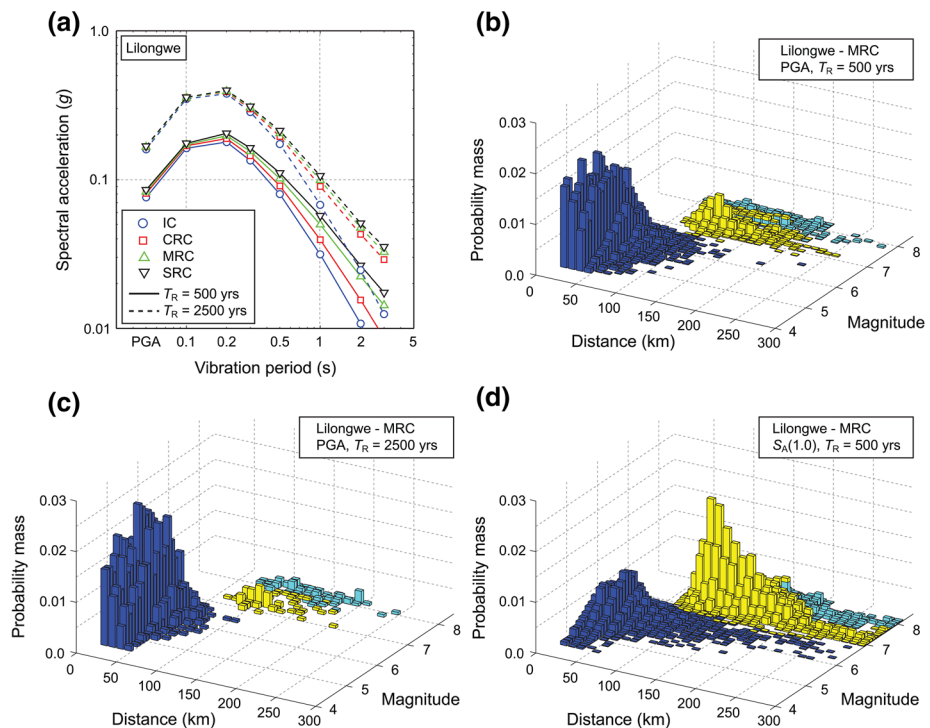 (a)
1.0
0.1
0.01
Spectral acceleration (g)
Lilongwe
IC
CRC
MRC
SRC
TR = 500 yrs
TR = 2500 yrs
PGA 0.1 0.2 0.5 1 2 5
Vibration period (s)
(b)
Lilongwe - MRC
PGA, TR = 500 yrs
0.03
0.02
0.01
0.0
Probability mass
0 50 100 150 200 250 300
Distance (km)
4 5 6 7 8
Magnitude
(c)
Lilongwe - MRC
PGA, TR = 2500 yrs
0.03
0.02
0.01
0.0
Probability mass
0 50 100 150 200 250 300
Distance (km)
4 5 6 7 8
Magnitude
(d)
Lilongwe - MRC
SA(1.0), TR = 500 yrs
0.03
0.02
0.01
0.0
Probability mass
0 50 100 150 200 250 300
Distance (km)
4 5 6 7 8
Magnitude